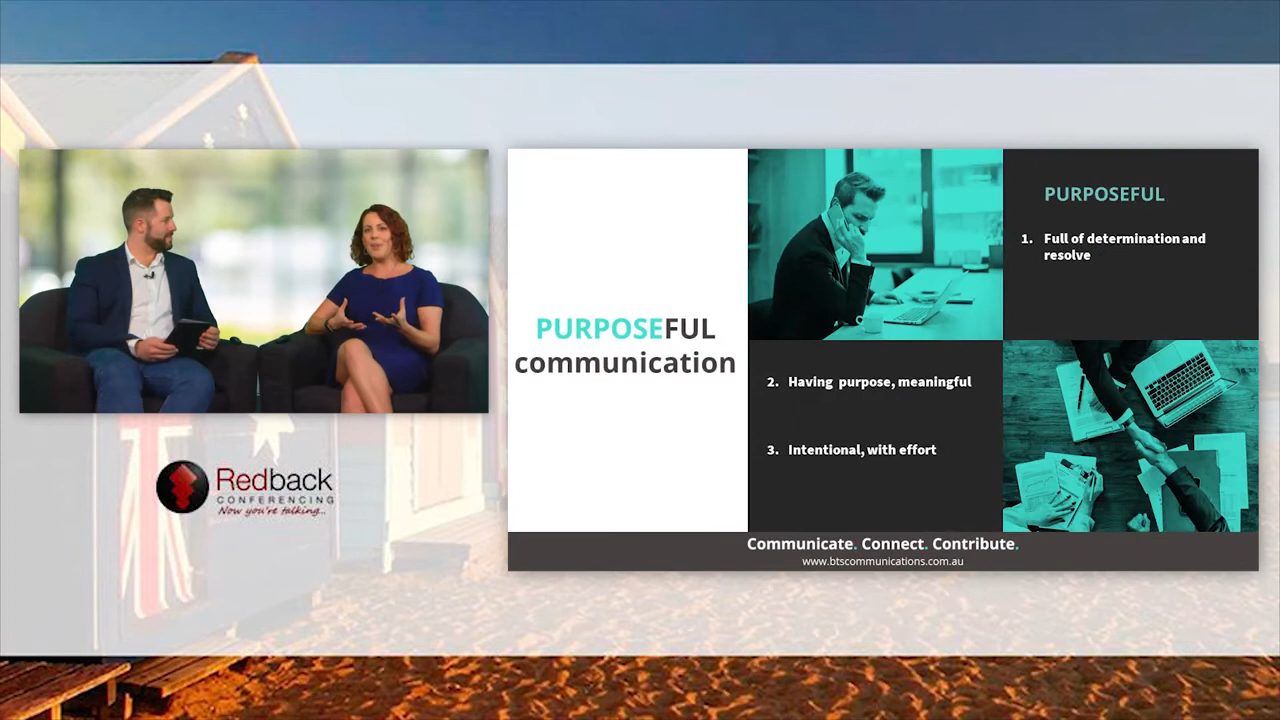 Redback
CONFERENCING
Now you're talking...
PURPOSEFUL
communication
PURPOSEFUL
1. Full of determination and
resolve
2. Having purpose, meaningful
3. Intentional, with effort
Communicate. Connect. Contribute.
www.btscommunications.com.au